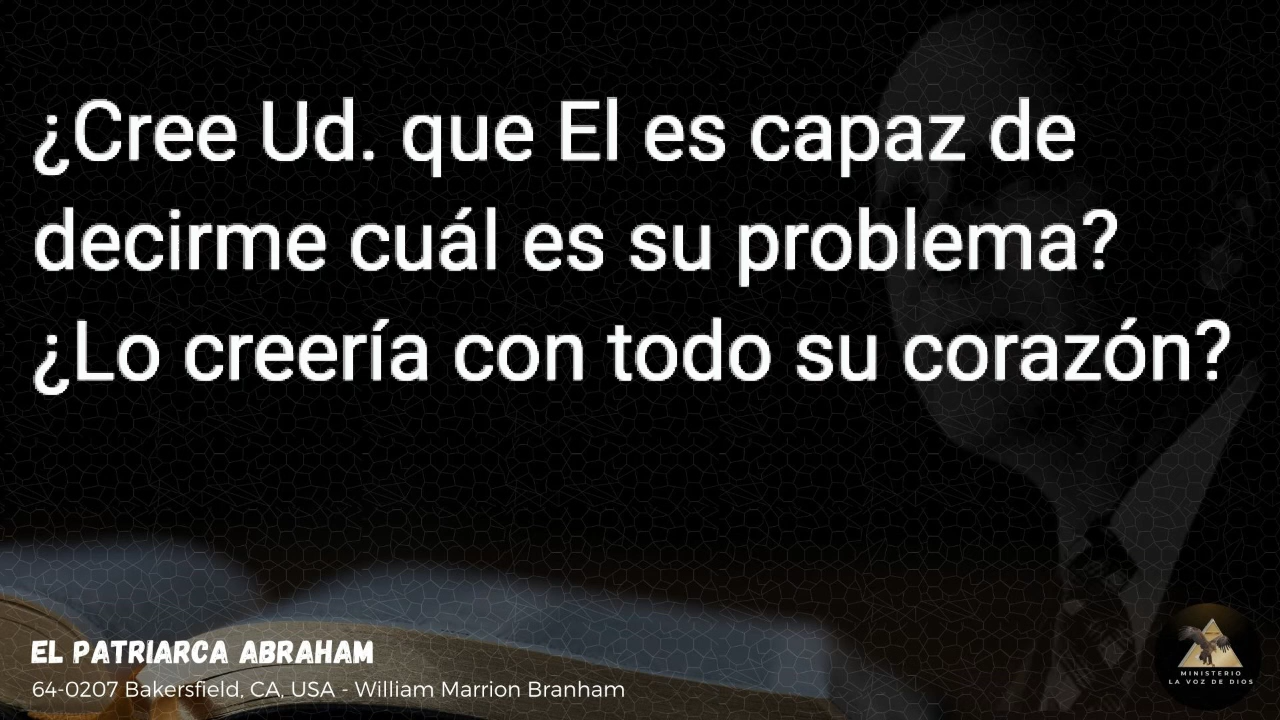 ¿Cree Ud. que El es capaz de
decirme cuál es su problema?
¿Lo creería con todo su corazón?
EL PATRIARCA ABRAHAM
64-0207 Bakersfield, CA, USA - William Marrion Branham
MINISTERIO
LA VOZ DE DIOS